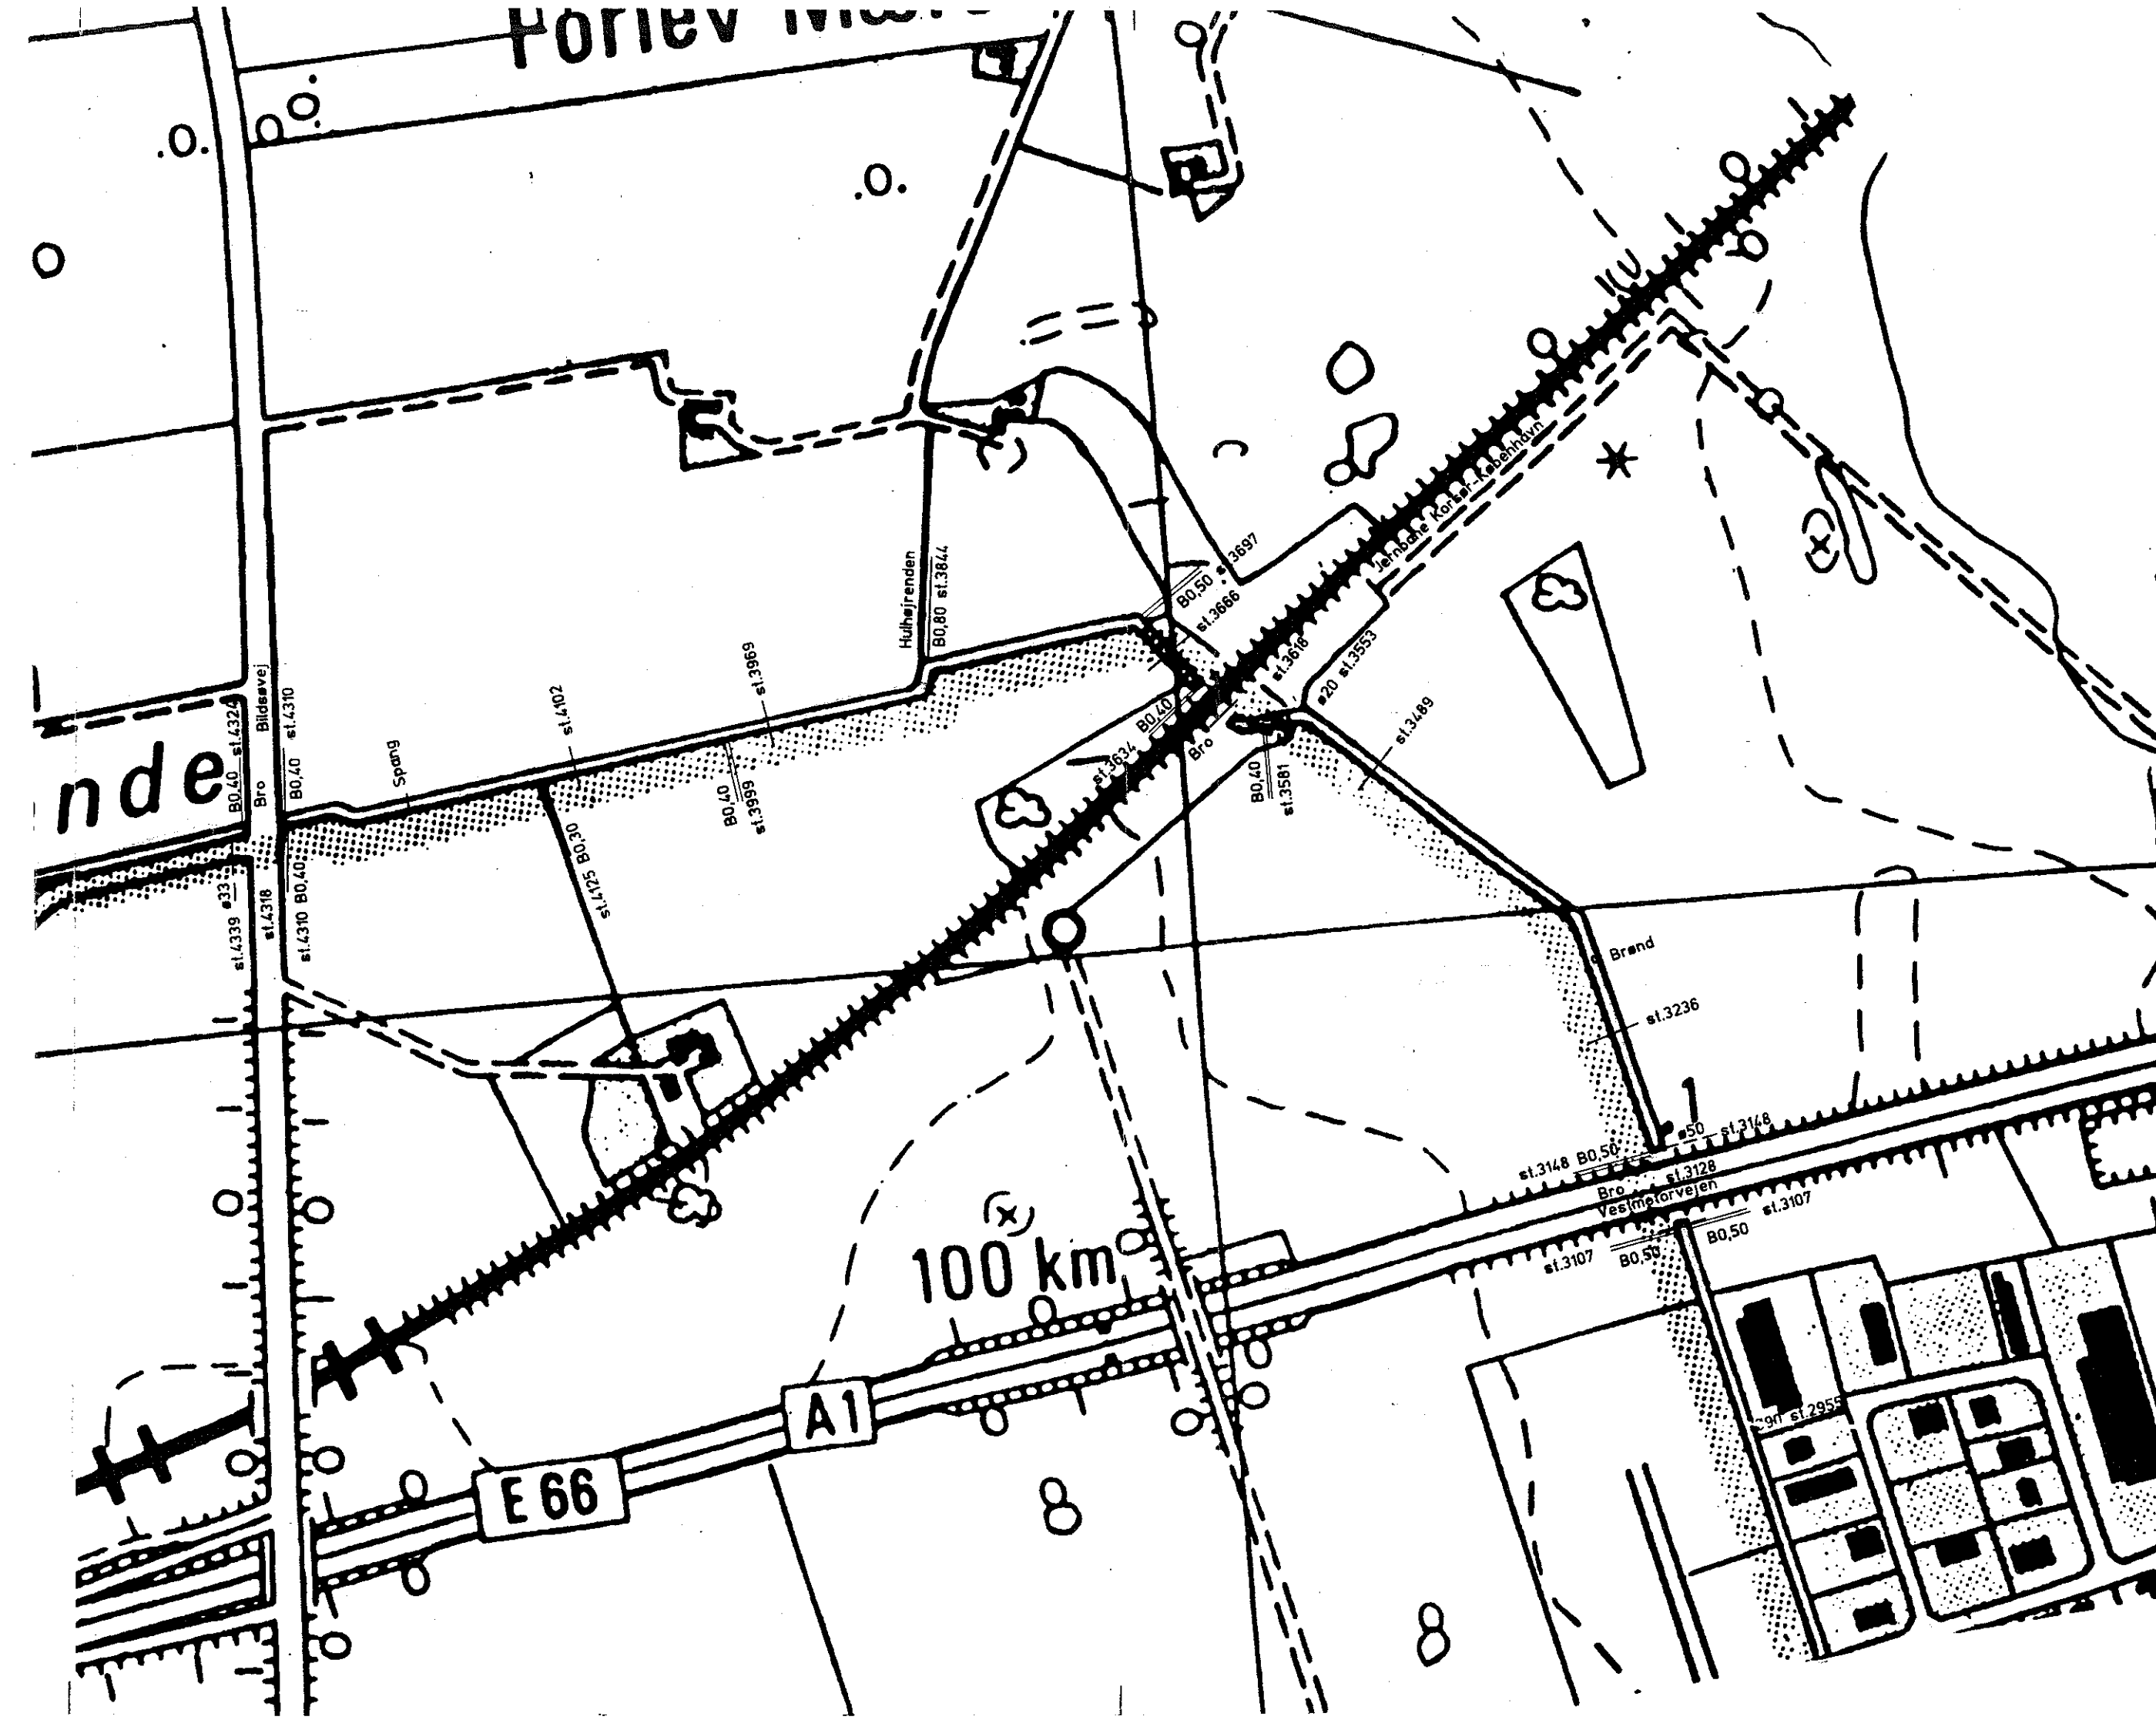 nde
Bildsøvej
Bro
B0,40 st.4324
st.4310
B0,40
st.4339 ø33
st.4318
st.4310 B0,40
Spang
st.4102
st.4125 B0,30
st.3969
B0,40
st.3999
Hulhøjrenden
B0,80 st.3844
B0,50 st.3697
st.3666
Jernbane Korsør-København
st.3618
ø20 st.3553
B0,40
st.3634
Bro
B0,40
st.3581
st.3489
Brønd
st.3236
1
ø50 st.3148
st.3148 B0,50
st.3128
Bro
Vestmotorvejen
st.3107
B0,50
st.3107
B0,50
st.2955
100 km
A1
E 66